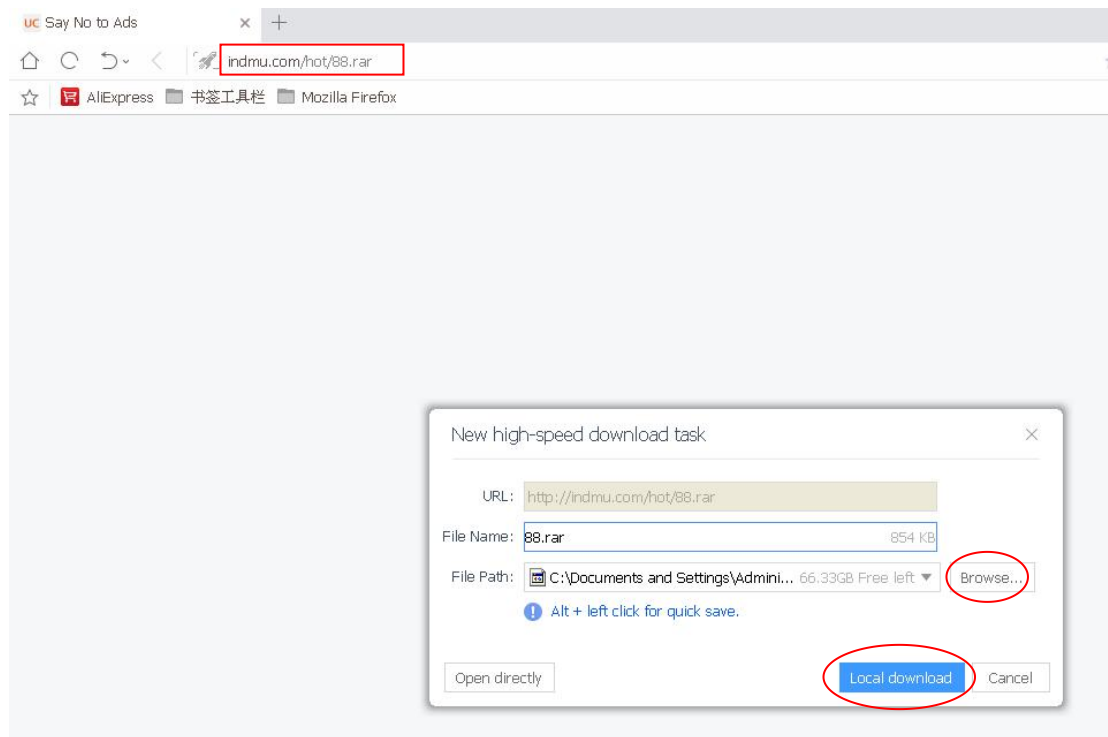 UC Say No to Ads
indmu.com/hot/88.rar
AliExpress 书签工具栏 Mozilla Firefox
New high-speed download task
URL: http://indmu.com/hot/88.rar
File Name: 88.rar 854 KB
File Path: C:\Documents and Settings\Admini... 66.33GB Free left Browse...
Alt + left click for quick save.
Open directly Local download Cancel